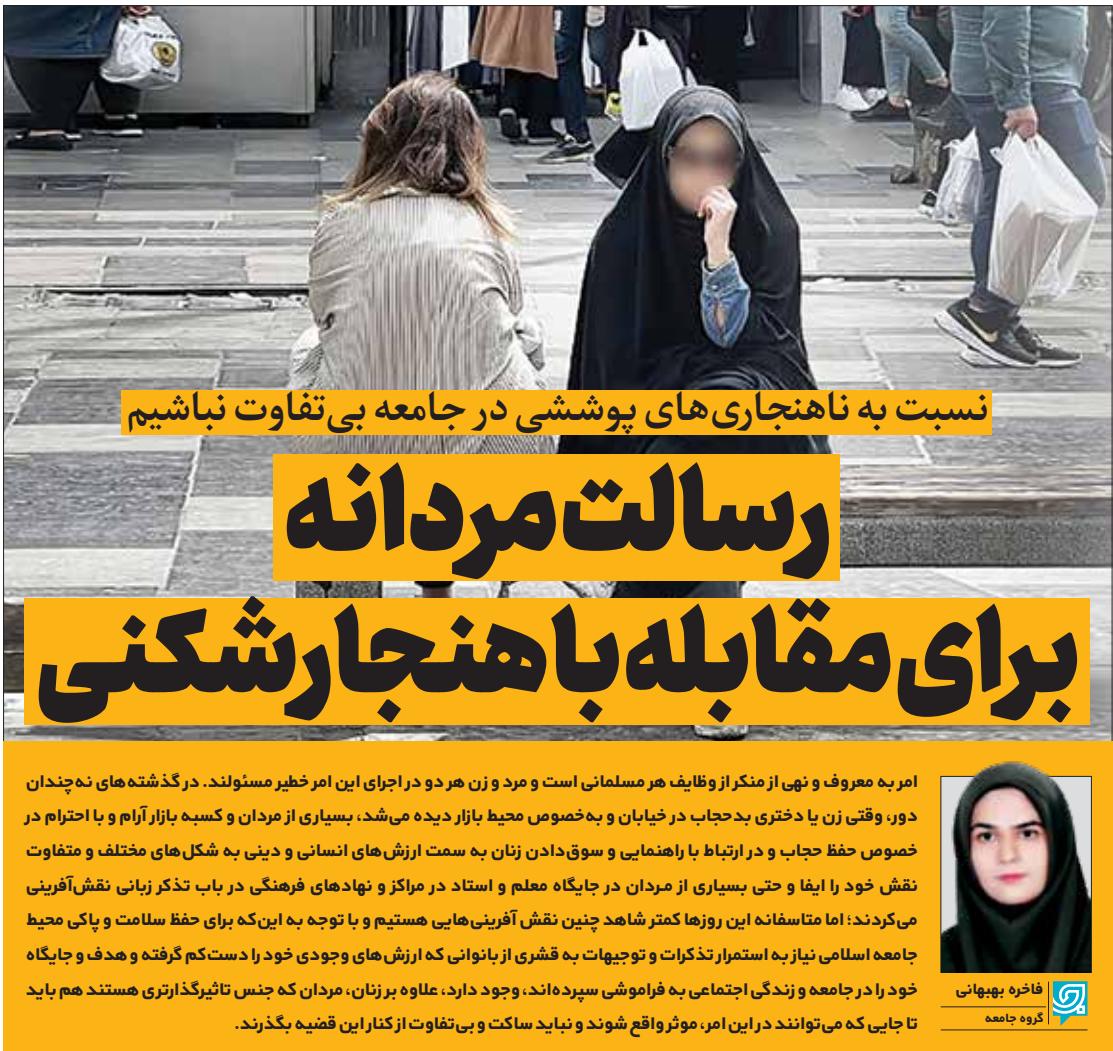 نسبت به ناهنجاری‌های پوششی در جامعه بی‌تفاوت نباشیم
رسالت مردانه
برای مقابله با هنجارشکنی
امر به معروف و نهی از منکر از وظایف هر مسلمانی است و مرد و زن هر دو در اجرای این امر خطیر مسئولند. در گذشته‌های نه‌چندان
دور، وقتی زن یا دختری بدحجاب در خیابان و به‌خصوص محیط بازار دیده می‌شد، بسیاری از مردان و کسبه بازار آرام و با احترام در
خصوص حفظ حجاب و در ارتباط با راهنمایی و سوق‌دادن زنان به سمت ارزش‌های انسانی و دینی به شکل‌های مختلف و متفاوت
نقش خود را ایفا و حتی بسیاری از مردان در جایگاه معلم و استاد در مراکز و نهادهای فرهنگی در باب تذکر زبانی نقش‌آفرینی
می‌کردند؛ اما متاسفانه این روزها کمتر شاهد چنین نقش آفرینی‌هایی هستیم و با توجه به این‌که برای حفظ سلامت و پاکی محیط
جامعه اسلامی نیاز به استمرار تذکرات و توجیهات به قشری از بانوانی که ارزش‌های وجودی خود را دست‌کم گرفته و هدف و جایگاه
خود را در جامعه و زندگی اجتماعی به فراموشی سپرده‌اند، وجود دارد، علاوه بر زنان، مردان که جنس تاثیرگذارتری هستند هم باید
تا جایی که می‌توانند در این امر، موثر واقع شوند و نباید ساکت و بی‌تفاوت از کنار این قضیه بگذرند.
فاخره بهبهانی
گروه جامعه